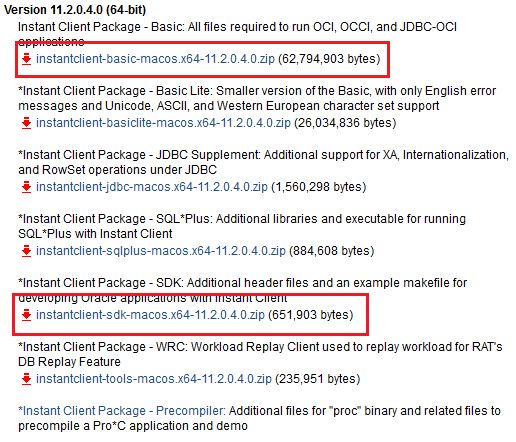 Version 11.2.0.4.0 (64-bit)
Instant Client Package - Basic: All files required to run OCI, OCCI, and JDBC-OCI
applications
instantclient-basic-macos.x64-11.2.0.4.0.zip (62,794,903 bytes)
*Instant Client Package - Basic Lite: Smaller version of the Basic, with only English error
messages and Unicode, ASCII, and Western European character set support
instantclient-basiclite-macos.x64-11.2.0.4.0.zip (26,034,836 bytes)
*Instant Client Package - JDBC Supplement: Additional support for XA, Internationalization,
and RowSet operations under JDBC
instantclient-jdbc-macos.x64-11.2.0.4.0.zip (1,560,298 bytes)
*Instant Client Package - SQL*Plus: Additional libraries and executable for running
SQL*Plus with Instant Client
instantclient-sqlplus-macos.x64-11.2.0.4.0.zip (884,608 bytes)
*Instant Client Package - SDK: Additional header files and an example makefile for
developing Oracle applications with Instant Client
instantclient-sdk-macos.x64-11.2.0.4.0.zip (651,903 bytes)
*Instant Client Package - WRC: Workload Replay Client used to replay workload for RAT's
DB Replay Feature
instantclient-tools-macos.x64-11.2.0.4.0.zip (235,951 bytes)
*Instant Client Package - Precompiler: Additional files for "proc" binary and related files to
precompile a Pro*C application and demo